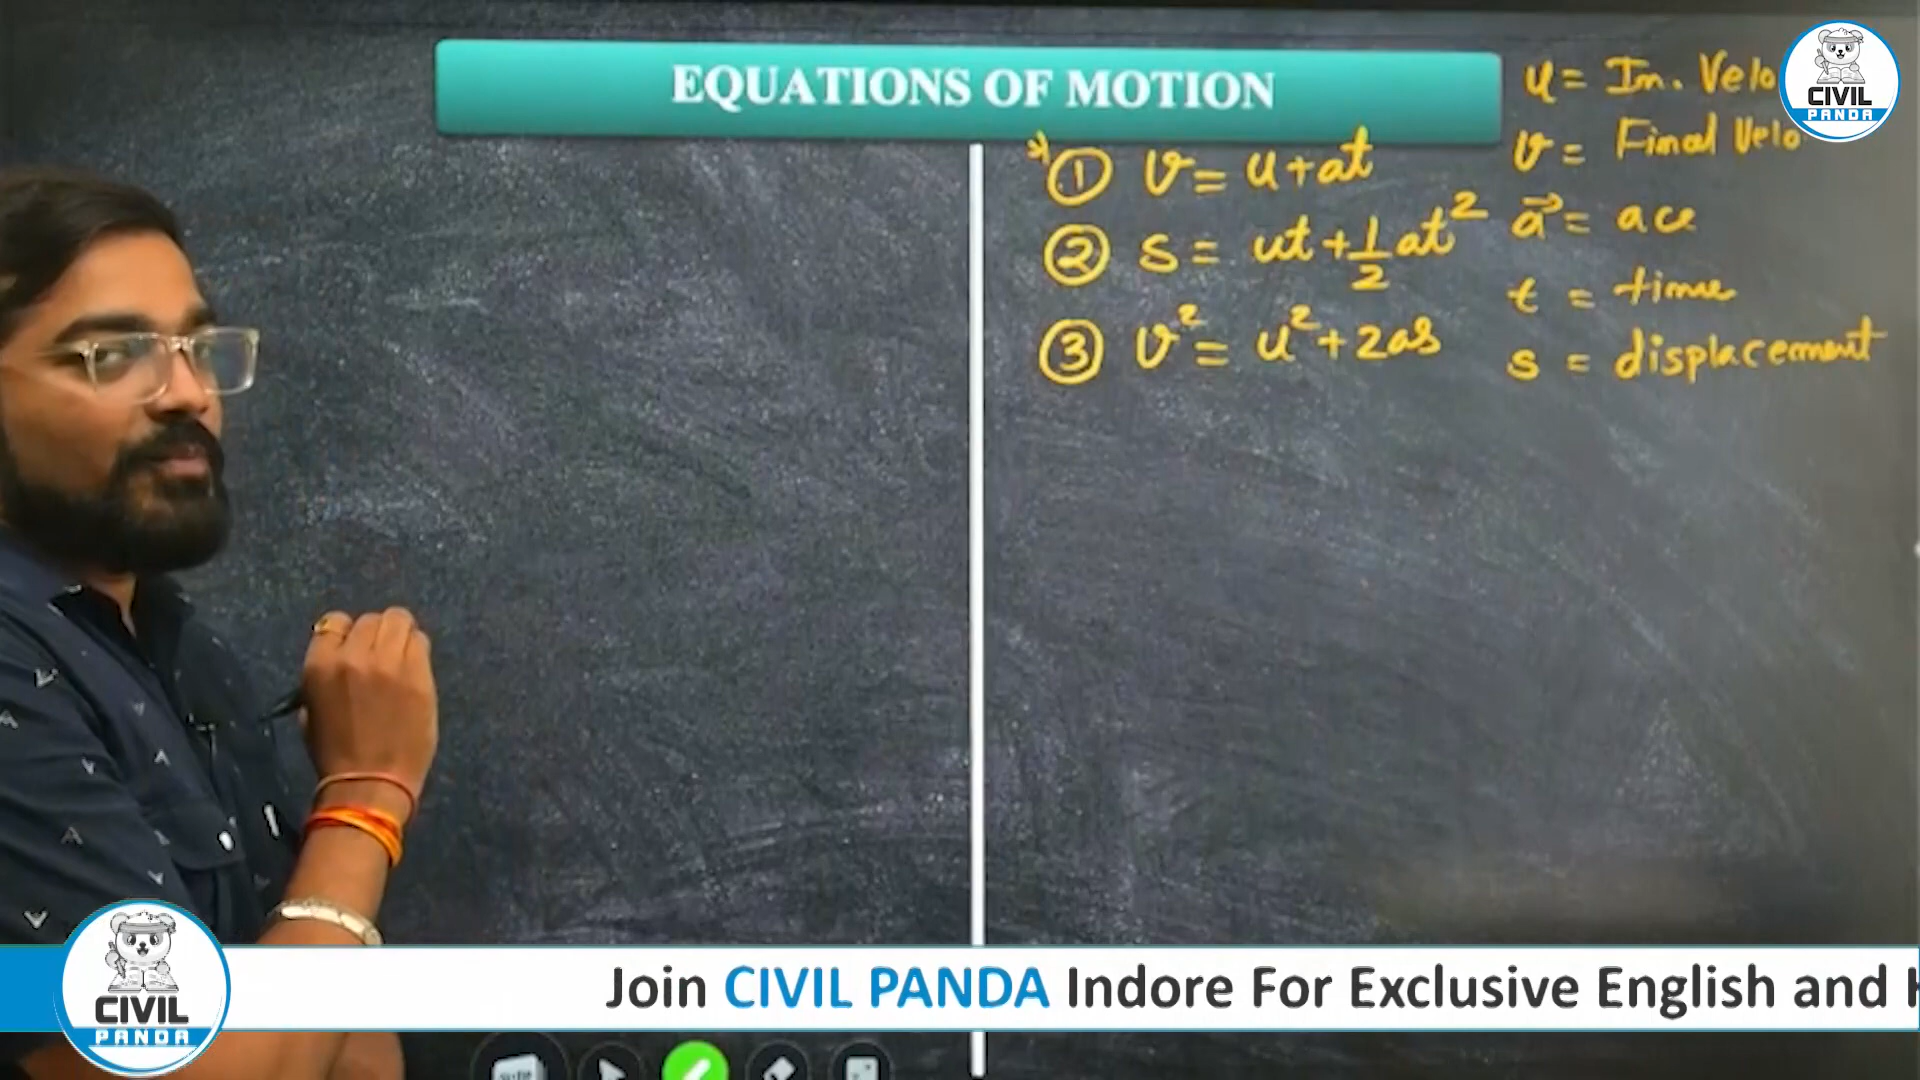 EQUATIONS OF MOTION
① v = u + at
② s = ut + 1/2 at²
③ v² = u² + 2as
u = In. Velo
v = Final Velo
a⃗ = acc
t = time
s = displacement
CIVIL
PANDA
Join CIVIL PANDA Indore For Exclusive English and
CIVIL
PANDA